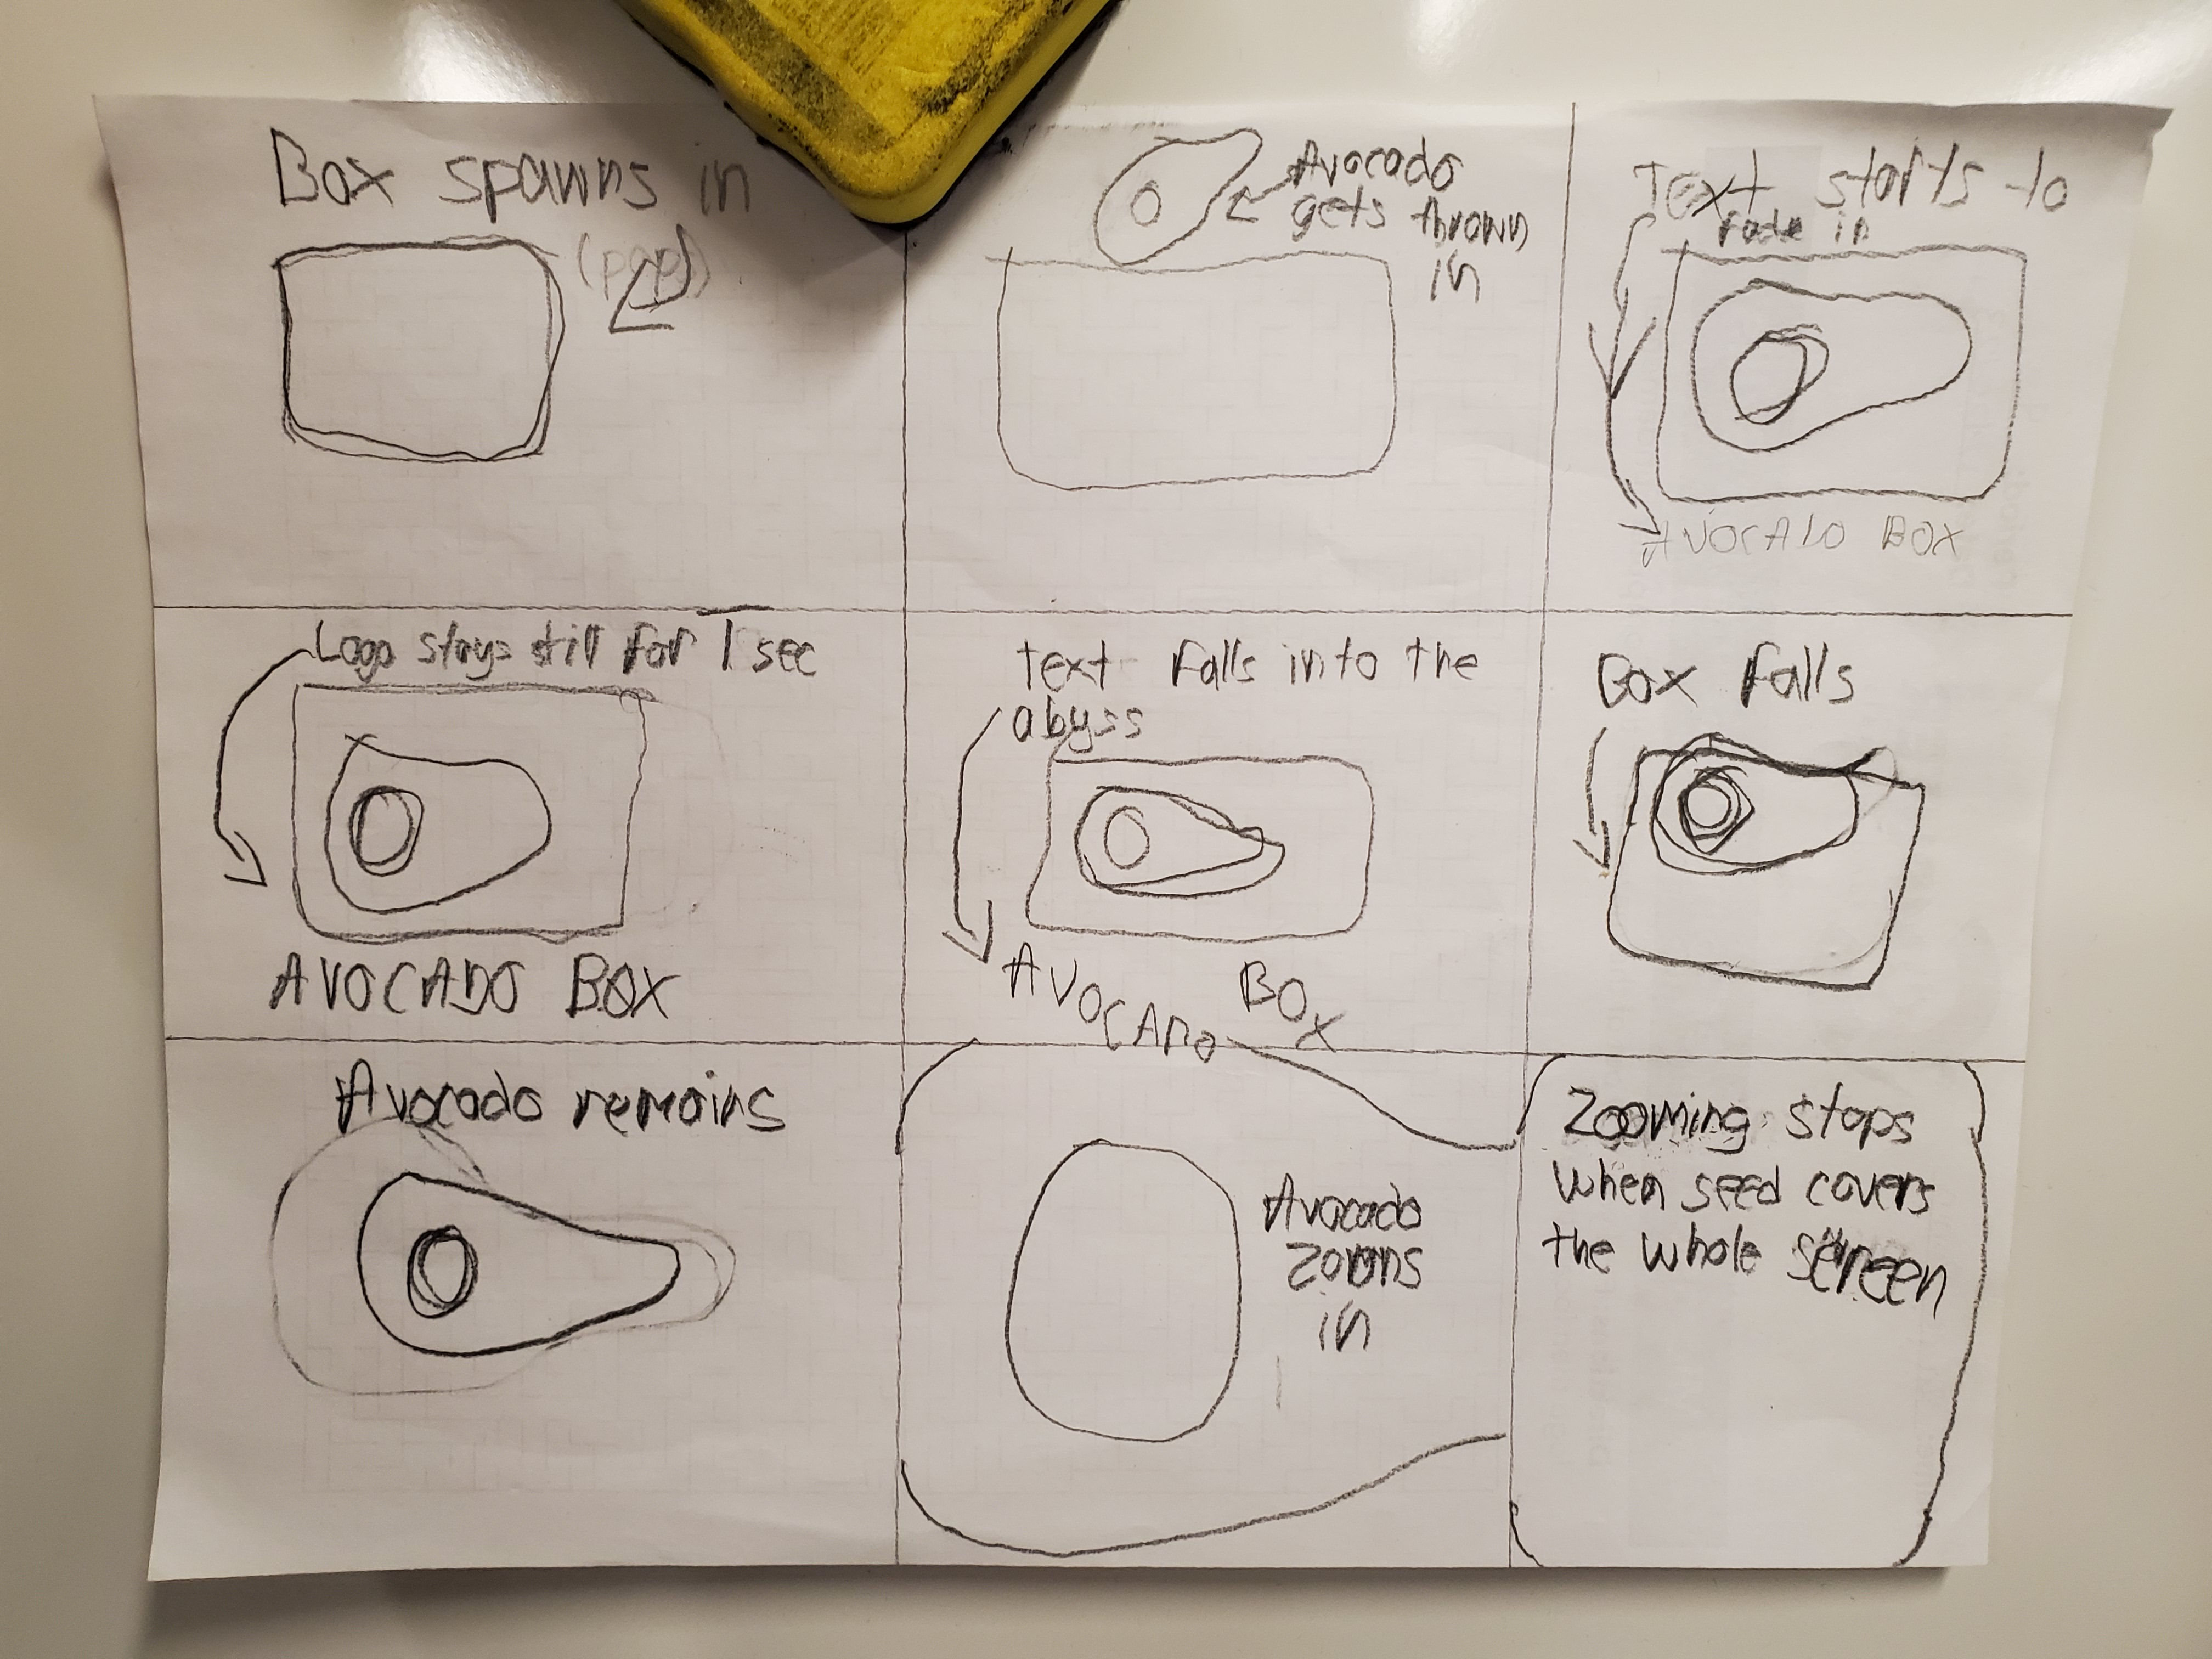 Box spawns in
(pop)
Avocado
gets thrown
in
Text starts to
fade in
AVOCADO BOX
Logo stays still for 1 sec
AVOCADO BOX
Text falls into the
abyss
AVOCADO BOX
Box falls
Avocado remains
Avocado
zooms
in
Zooming stops
when seed covers
the whole screen